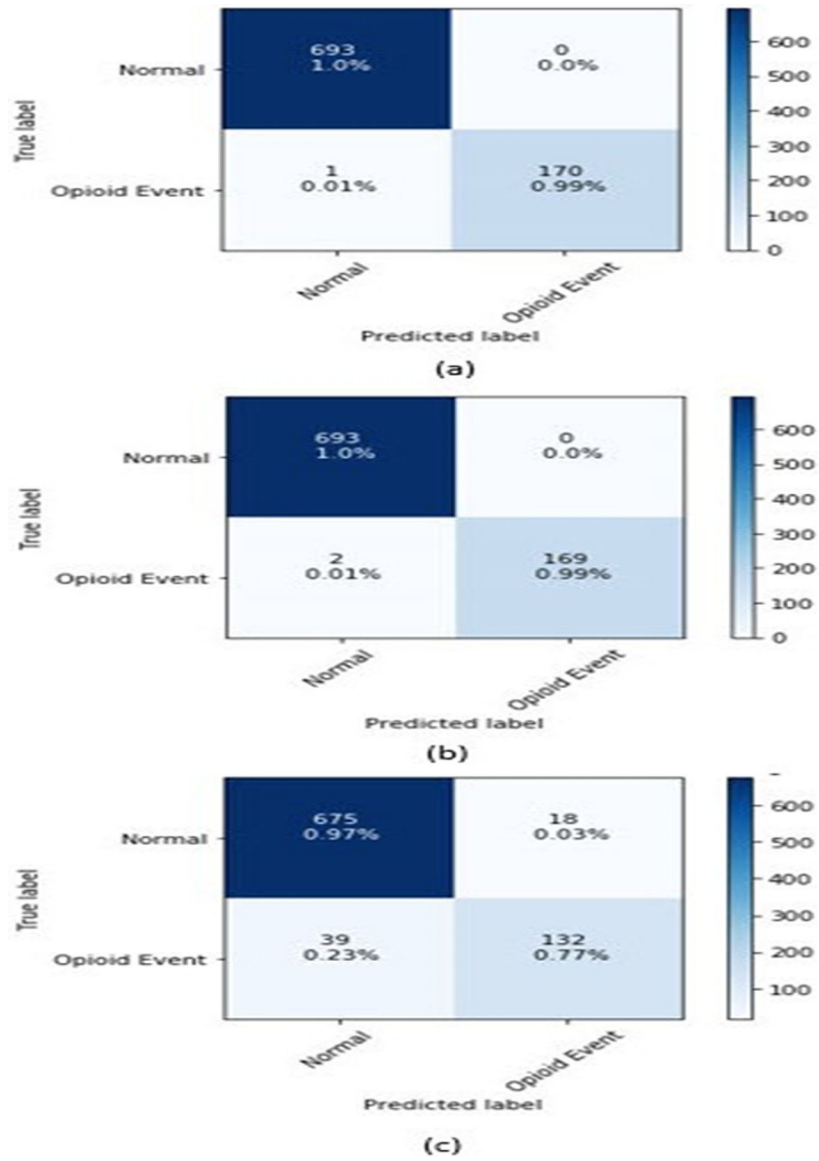 693
1.0%
0
0.0%
Normal
1
0.01%
170
0.99%
Opioid Event
True label
Normal
Opioid Event
Predicted label
600
500
400
300
200
100
0
(a)
693
1.0%
0
0.0%
Normal
2
0.01%
169
0.99%
Opioid Event
True label
Normal
Opioid Event
Predicted label
600
500
400
300
200
100
0
(b)
675
0.97%
18
0.03%
Normal
39
0.23%
132
0.77%
Opioid Event
True label
Normal
Opioid Event
Predicted label
600
500
400
300
200
100
(c)